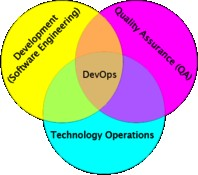 Development
(Software Engineering)
Quality Assurance (QA)
DevOps
Technology Operations